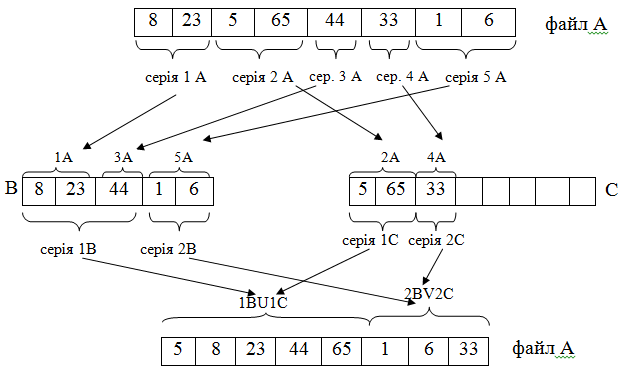 8 23 5 65 44 33 1 6 файл А
серія 1 А серія 2 А сер. 3 А сер. 4 А серія 5 А
1А 3А 5А 2А 4А
В 8 23 44 1 6 5 65 33 С
серія 1В серія 2В серія 1С серія 2С
1BU1C 2BV2C
5 8 23 44 65 1 6 33 файл А